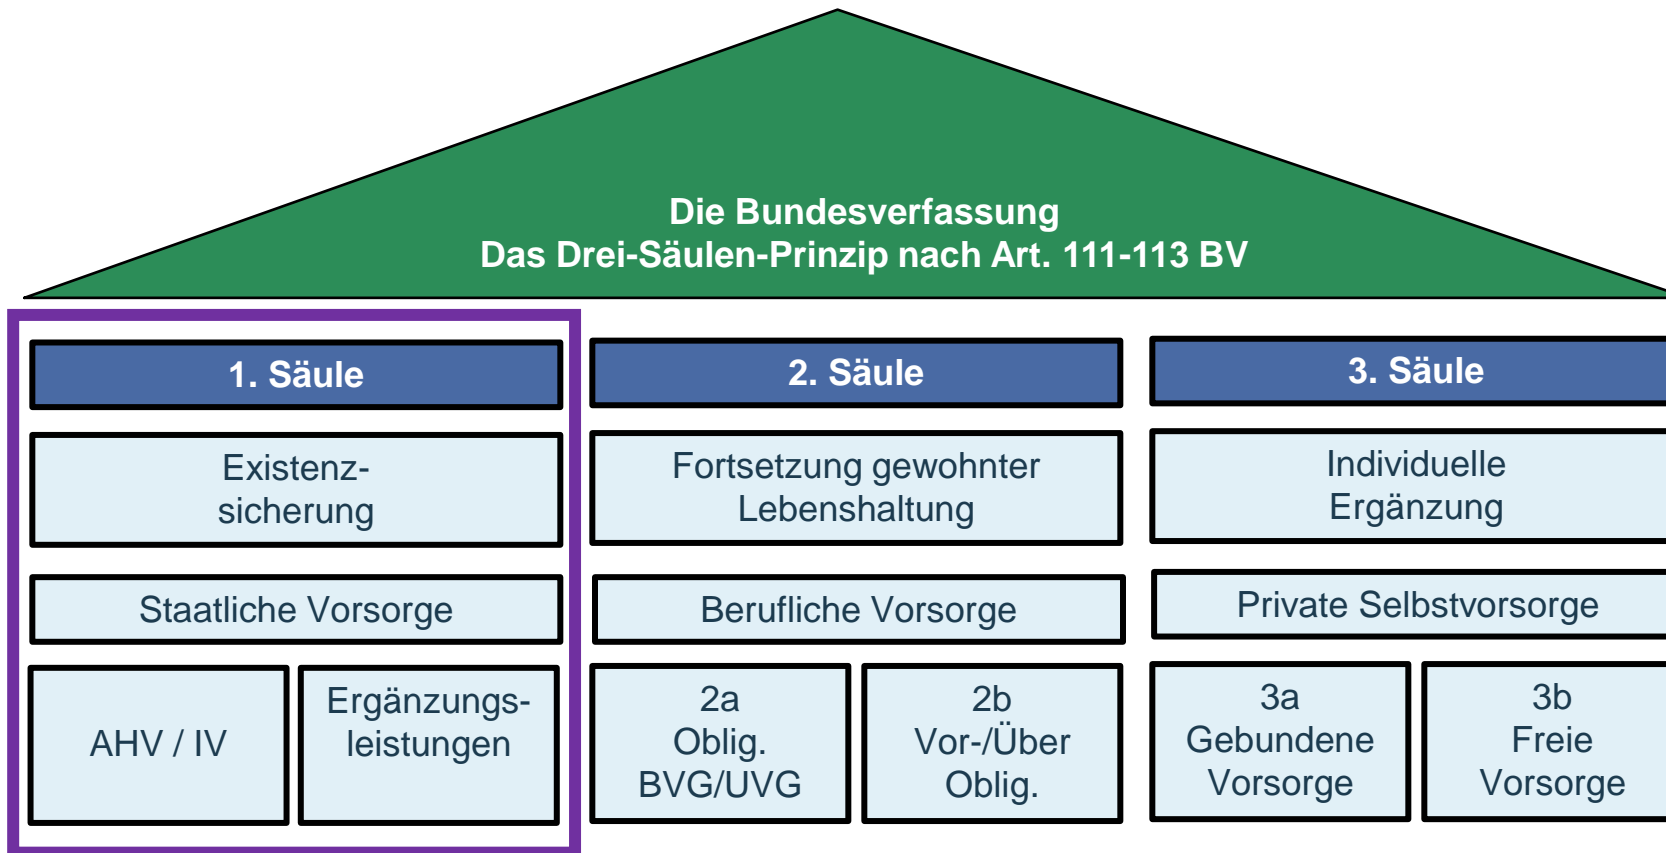 Die Bundesverfassung
Das Drei-Säulen-Prinzip nach Art. 111-113 BV
1. Säule
Existenz-
sicherung
Staatliche Vorsorge
AHV / IV
Ergänzungs-
leistungen
2. Säule
Fortsetzung gewohnter
Lebenshaltung
Berufliche Vorsorge
2a
Oblig.
BVG/UVG
2b
Vor-/Über
Oblig.
3. Säule
Individuelle
Ergänzung
Private Selbstvorsorge
3a
Gebundene
Vorsorge
3b
Freie
Vorsorge